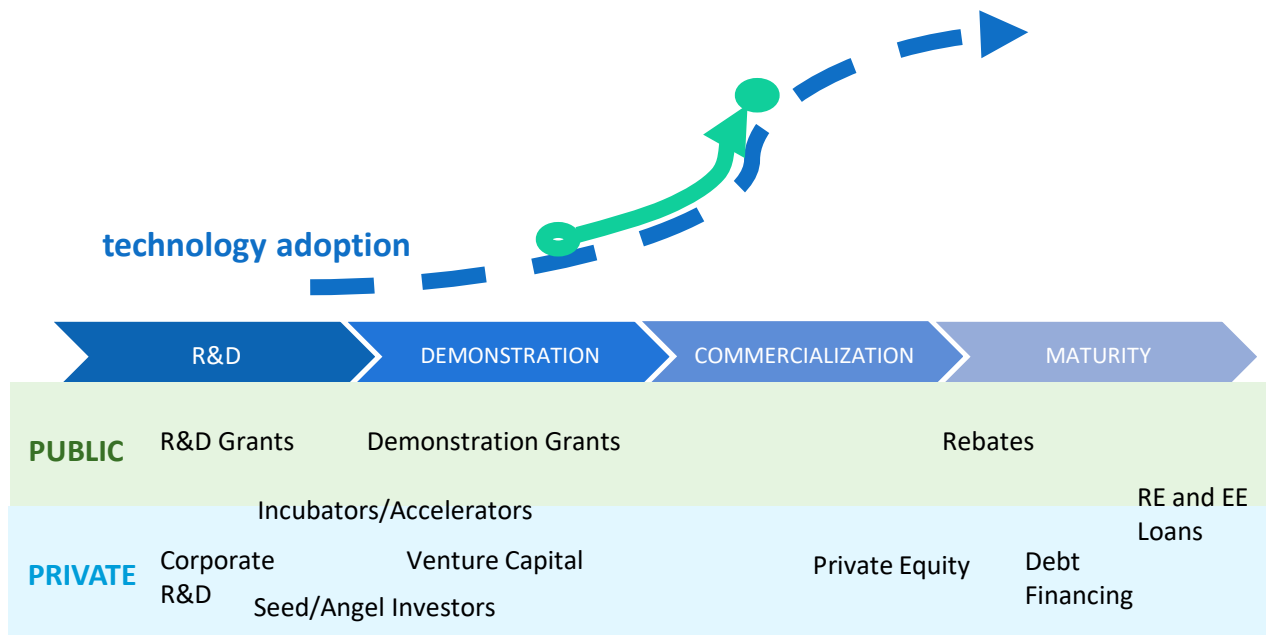 technology adoption
R&D
DEMONSTRATION
COMMERCIALIZATION
MATURITY
PUBLIC
R&D Grants
Demonstration Grants
Rebates
Incubators/Accelerators
RE and EE
Loans
PRIVATE
Corporate
R&D
Venture Capital
Private Equity
Debt
Financing
Seed/Angel Investors